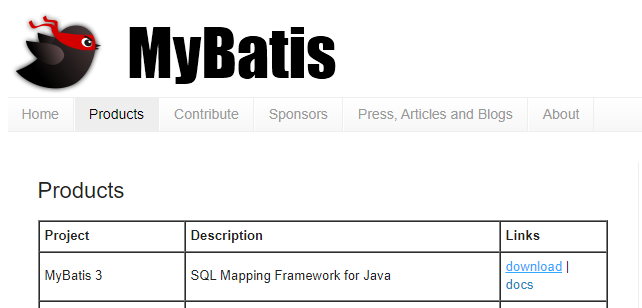 MyBatis
Home Products Contribute Sponsors Press, Articles and Blogs About
Products
Project Description Links
MyBatis 3 SQL Mapping Framework for Java download |
docs